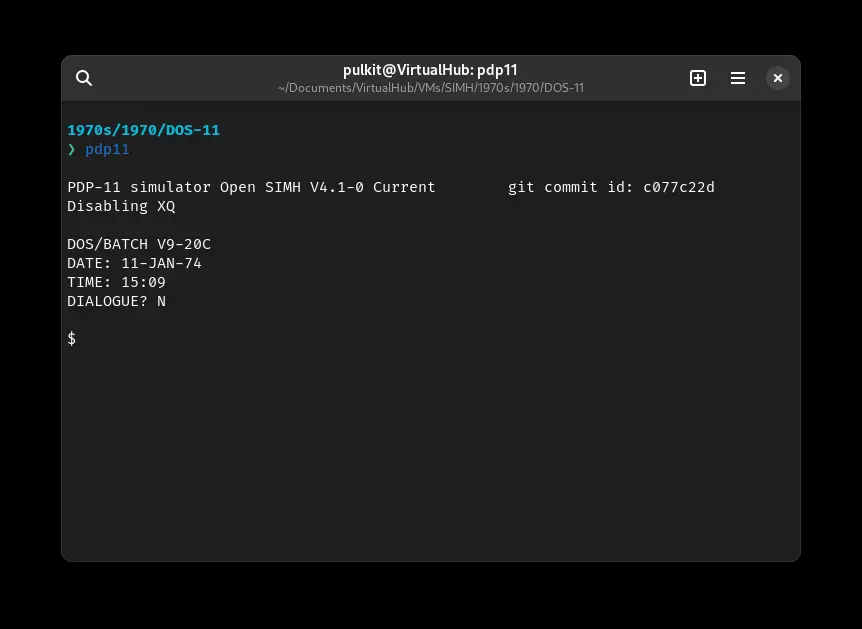 pulkit@VirtualHub: pdp11
~/Documents/VirtualHub/VMs/SIMH/1970s/1970/DOS-11
1970s/1970/DOS-11
❯ pdp11
PDP-11 simulator Open SIMH V4.1-0 Current        git commit id: c077c22d
Disabling XQ
DOS/BATCH V9-20C
DATE: 11-JAN-74
TIME: 15:09
DIALOGUE? N
$